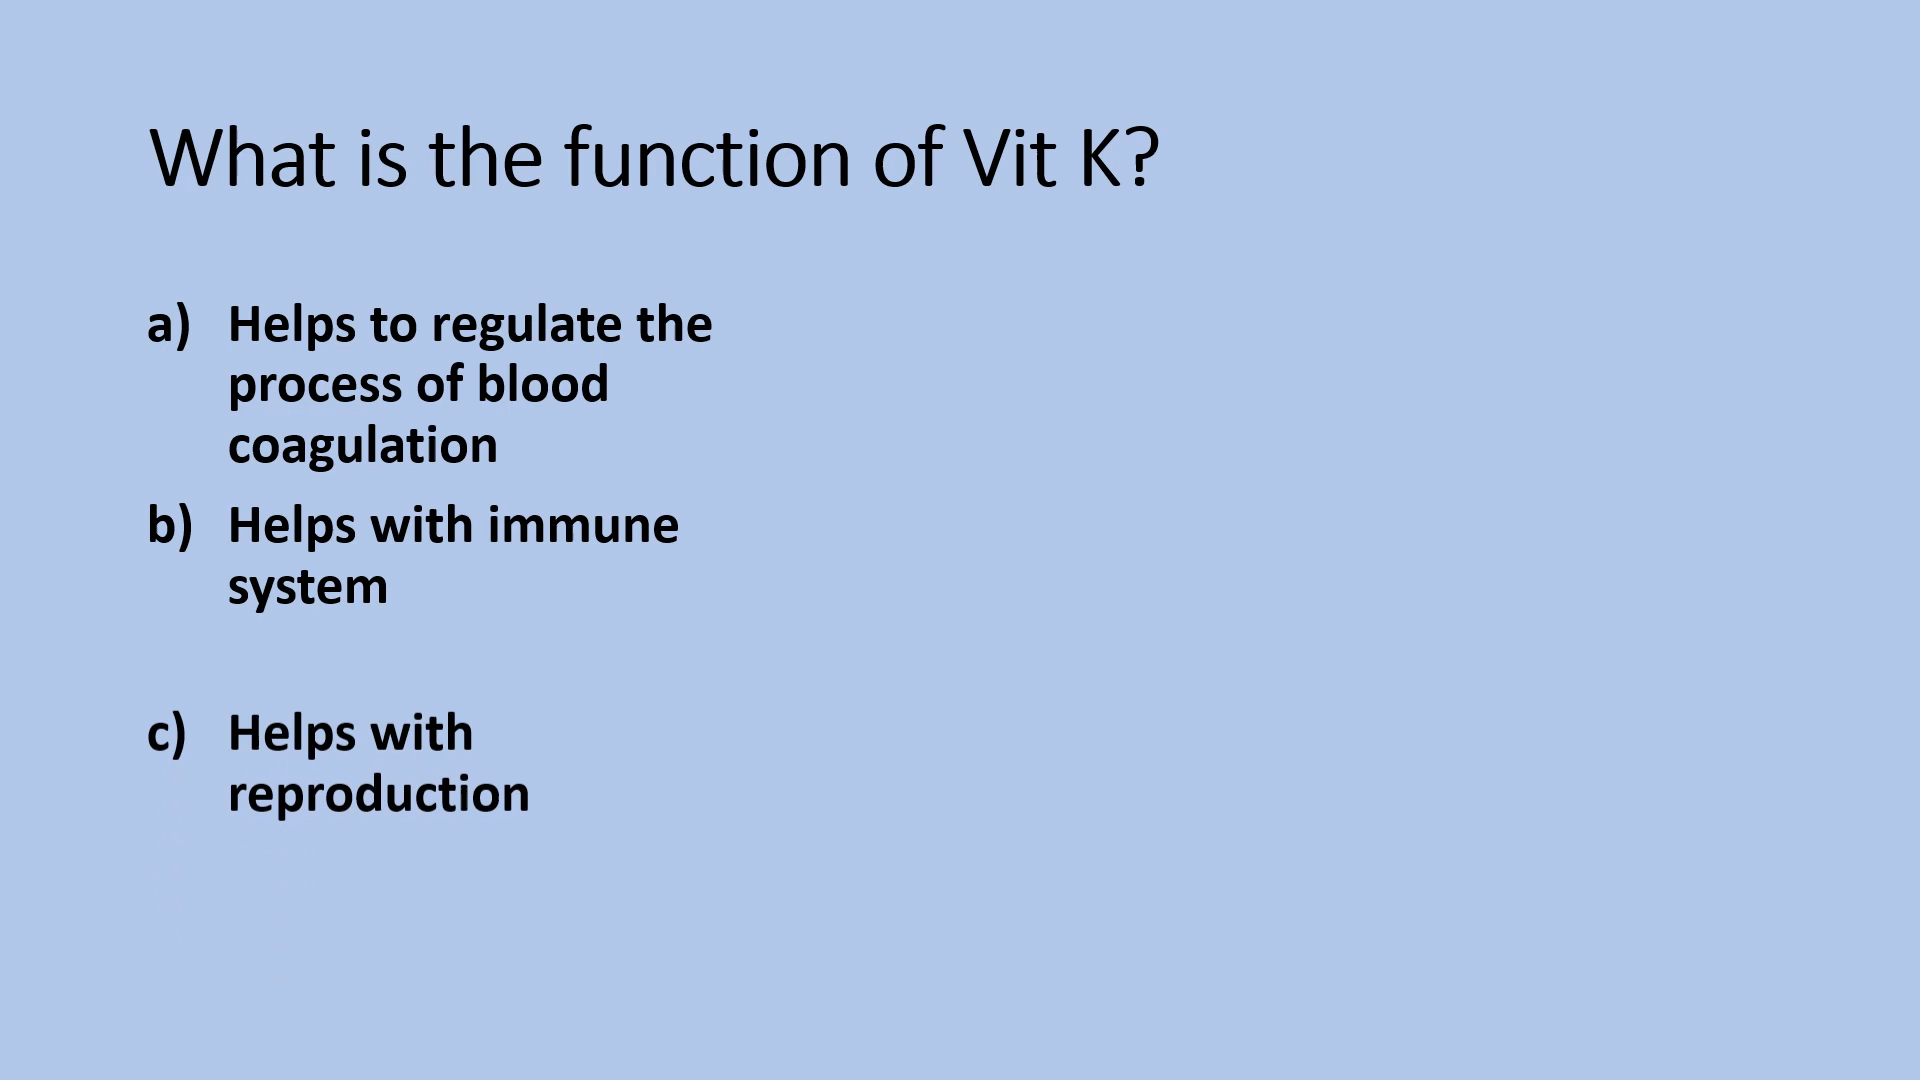 What is the function of Vit K?
a) Helps to regulate the
process of blood
coagulation
b) Helps with immune
system
c) Helps with
reproduction